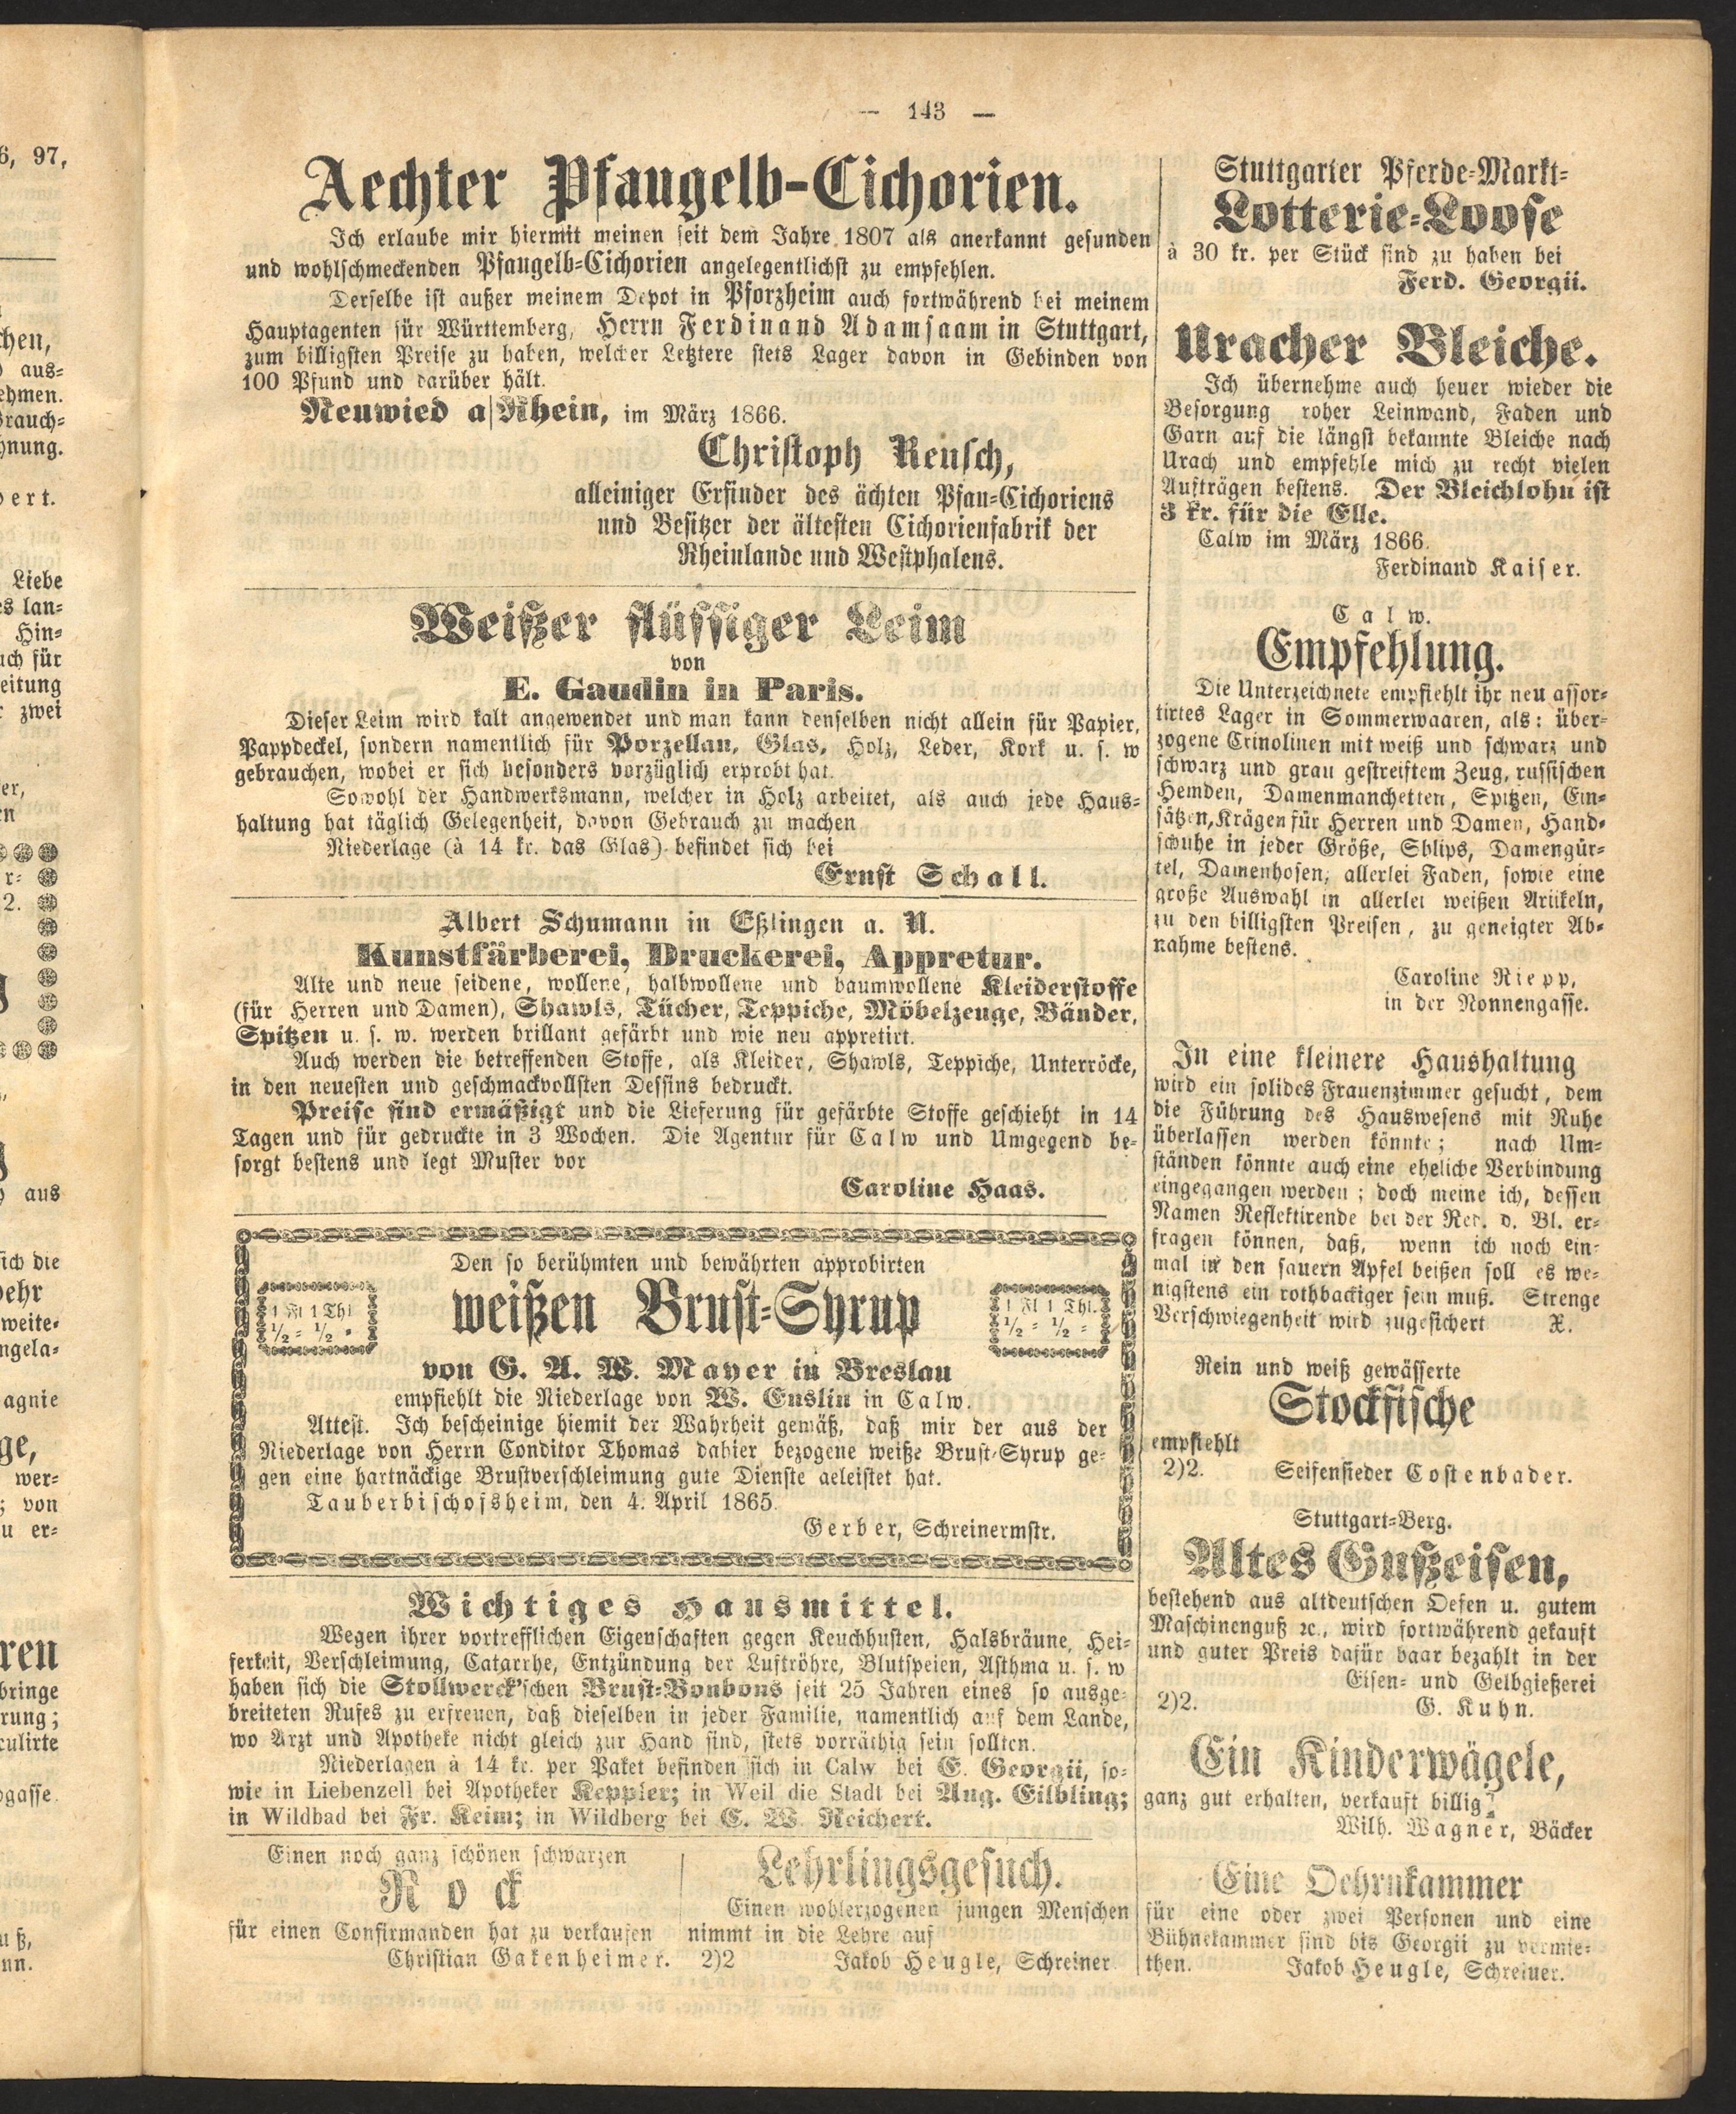 — 143 —
Aechter Pfaugelb-Cichorien.
Ich erlaube mir hiermit meinen seit dem Jahre 1807 als anerkannt gesunden
und wohlschmeckenden Pfaugelb-Cichorien angelegentlichst zu empfehlen.
Derselbe ist außer meinem Depot in Pforzheim auch fortwährend bei meinem
Hauptagenten für Württemberg, Herrn Ferdinand Adamsaam in Stuttgart,
zum billigsten Preise zu haben, welcher Letztere stets Lager davon in Gebinden von
100 Pfund und darüber hält.
Neuwied a|Rhein, im März 1866.
Christoph Reusch,
alleiniger Erfinder des ächten Pfau-Cichoriens
und Besitzer der ältesten Cichorienfabrik der
Rheinlande und Westphalens.
Weißer flüssiger Leim
von
E. Gaudin in Paris.
Dieser Leim wird kalt angewendet und man kann denselben nicht allein für Papier,
Pappdeckel, sondern namentlich für Porzellan, Glas, Holz, Leder, Kork u. s. w
gebrauchen, wobei er sich besonders vorzüglich erprobt hat.
Sowohl der Handwerksmann, welcher in Holz arbeitet, als auch jede Haus-
haltung hat täglich Gelegenheit, davon Gebrauch zu machen
Niederlage (à 14 kr. das Glas) befindet sich bei
Ernst Schall.
Albert Schumann in Eßlingen a. N.
Kunstfärberei, Druckerei, Appretur.
Alte und neue seidene, wollene, halbwollene und baumwollene Kleiderstoffe
(für Herren und Damen), Shawls, Tücher, Teppiche, Möbelzeuge, Bänder,
Spitzen u. s. w. werden brillant gefärbt und wie neu appretirt.
Auch werden die betreffenden Stoffe, als Kleider, Shawls, Teppiche, Unterröcke,
in den neuesten und geschmackvollsten Dessins bedruckt.
Preise sind ermäßigt und die Lieferung für gefärbte Stoffe geschieht in 14
Tagen und für gedruckte in 3 Wochen. Die Agentur für Calw und Umgegend be-
sorgt bestens und legt Muster vor
Caroline Haas.
Den so berühmten und bewährten approbirten
1 Fl 1 Thl
½ = ½ =
weißen Brust-Syrup
1 Fl 1 Thl.
½ = ½ =
von G. A. W. Mayer in Breslau
empfiehlt die Niederlage von W. Enslin in Calw.
Attest. Ich bescheinige hiemit der Wahrheit gemäß, daß mir der aus der
Niederlage von Herrn Conditor Thomas dahier bezogene weiße Brust-Syrup ge-
gen eine hartnäckige Brustverschleimung gute Dienste geleistet hat.
Tauberbischofsheim, den 4. April 1865.
Gerber, Schreinermstr.
Wichtiges Hausmittel.
Wegen ihrer vortrefflichen Eigenschaften gegen Keuchhusten, Halsbräune, Hei-
ferkeit, Verschleimung, Catarrhe, Entzündung der Luftröhre, Blutspeien, Asthma u. s. w
haben sich die Stollwerck'schen Brust-Bonbons seit 25 Jahren eines so ausge-
breiteten Rufes zu erfreuen, daß dieselben in jeder Familie, namentlich auf dem Lande,
wo Arzt und Apotheke nicht gleich zur Hand sind, stets vorräthig sein sollten.
Niederlagen à 14 kr. per Paket befinden sich in Calw bei E. Georgii, so-
wie in Liebenzell bei Apotheker Keppler; in Weil die Stadt bei Aug. Eilbling;
in Wildbad bei Fr. Keim; in Wildberg bei E. W. Reichert.
Einen noch ganz schönen schwarzen
Rock
für einen Confirmanden hat zu verkaufen
Christian Gakenheimer.
Lehrlingsgesuch.
Einen wohlerzogenen jungen Menschen
nimmt in die Lehre auf
2)2 Jakob Heugle, Schreiner
Stuttgarter Pferde-Markt-
Lotterie-Loose
à 30 kr. per Stück sind zu haben bei
Ferd. Georgii.
Uracher Bleiche.
Ich übernehme auch heuer wieder die
Besorgung roher Leinwand, Faden und
Garn auf die längst bekannte Bleiche nach
Urach und empfehle mich zu recht vielen
Aufträgen bestens. Der Bleichlohn ist
3 kr. für die Elle.
Calw im März 1866.
Ferdinand Kaiser.
Calw.
Empfehlung.
Die Unterzeichnete empfiehlt ihr neu assor-
tirtes Lager in Sommerwaaren, als: über-
zogene Crinolinen mit weiß und schwarz und
schwarz und grau gestreiftem Zeug, russischen
Hemden, Damenmanchetten, Spitzen, Ein-
sätzen, Krägen für Herren und Damen, Hand-
schuhe in jeder Größe, Shlips, Damengür-
tel, Damenhosen, allerlei Faden, sowie eine
große Auswahl in allerlei weißen Artikeln,
zu den billigsten Preisen, zu geneigter Ab-
nahme bestens.
Caroline Riepp,
in der Nonnengasse.
In eine kleinere Haushaltung
wird ein solides Frauenzimmer gesucht, dem
die Führung des Hauswesens mit Ruhe
überlassen werden könnte; nach Um-
ständen könnte auch eine eheliche Verbindung
eingegangen werden; doch meine ich, dessen
Namen Reflektirende bei der Red. d. Bl. er-
fragen können, daß, wenn ich noch ein-
mal in den sauern Apfel beißen soll es we-
nigstens ein rothbackiger sein muß. Strenge
Verschwiegenheit wird zugesichert X.
Rein und weiß gewässerte
Stockfische
empfiehlt
2)2. Seifensieder Costenbader.
Stuttgart-Berg.
Altes Gußeisen,
bestehend aus altdeutschen Oefen u. gutem
Maschinenguß ꝛc., wird fortwährend gekauft
und guter Preis dafür baar bezahlt in der
Eisen- und Gelbgießerei
2)2. G. Kuhn.
Ein Kinderwägele,
ganz gut erhalten, verkauft billig
Wilh. Wagner, Bäcker
Eine Oehrnkammer
für eine oder zwei Personen und eine
Bühnekammer sind bis Georgii zu vermie-
then. Jakob Heugle, Schreiner.